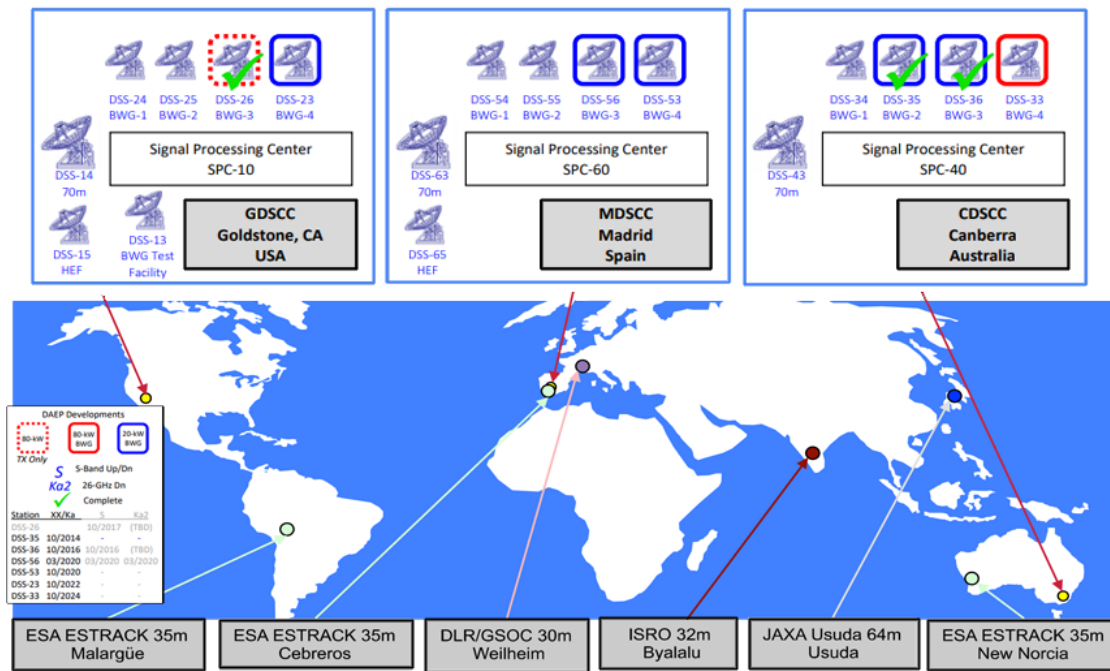 DSS-24
BWG-1
DSS-25
BWG-2
DSS-26
BWG-3
DSS-23
BWG-4
DSS-14
70m
Signal Processing Center
SPC-10
DSS-15
HEF
DSS-13
BWG Test
Facility
GDSCC
Goldstone, CA
USA
DSS-54
BWG-1
DSS-55
BWG-2
DSS-56
BWG-3
DSS-53
BWG-4
DSS-63
70m
Signal Processing Center
SPC-60
DSS-65
HEF
MDSCC
Madrid
Spain
DSS-34
BWG-1
DSS-35
BWG-2
DSS-36
BWG-3
DSS-33
BWG-4
DSS-43
70m
Signal Processing Center
SPC-40
CDSCC
Canberra
Australia
DAEP Developments
80-kW
TX Only
80-kW
BWG
20-kW
BWG
S S-Band Up/Dn
Ka2 26-GHz Dn
Complete
Station XX/Ka S Ka2
DSS-26 10/2017 (TBD)
DSS-35 10/2014 - -
DSS-36 10/2016 10/2016 (TBD)
DSS-56 03/2020 03/2020 03/2020
DSS-53 10/2020 - -
DSS-23 10/2022 - -
DSS-33 10/2024 - -
ESA ESTRACK 35m
Malargüe
ESA ESTRACK 35m
Cebreros
DLR/GSOC 30m
Weilheim
ISRO 32m
Byalalu
JAXA Usuda 64m
Usuda
ESA ESTRACK 35m
New Norcia